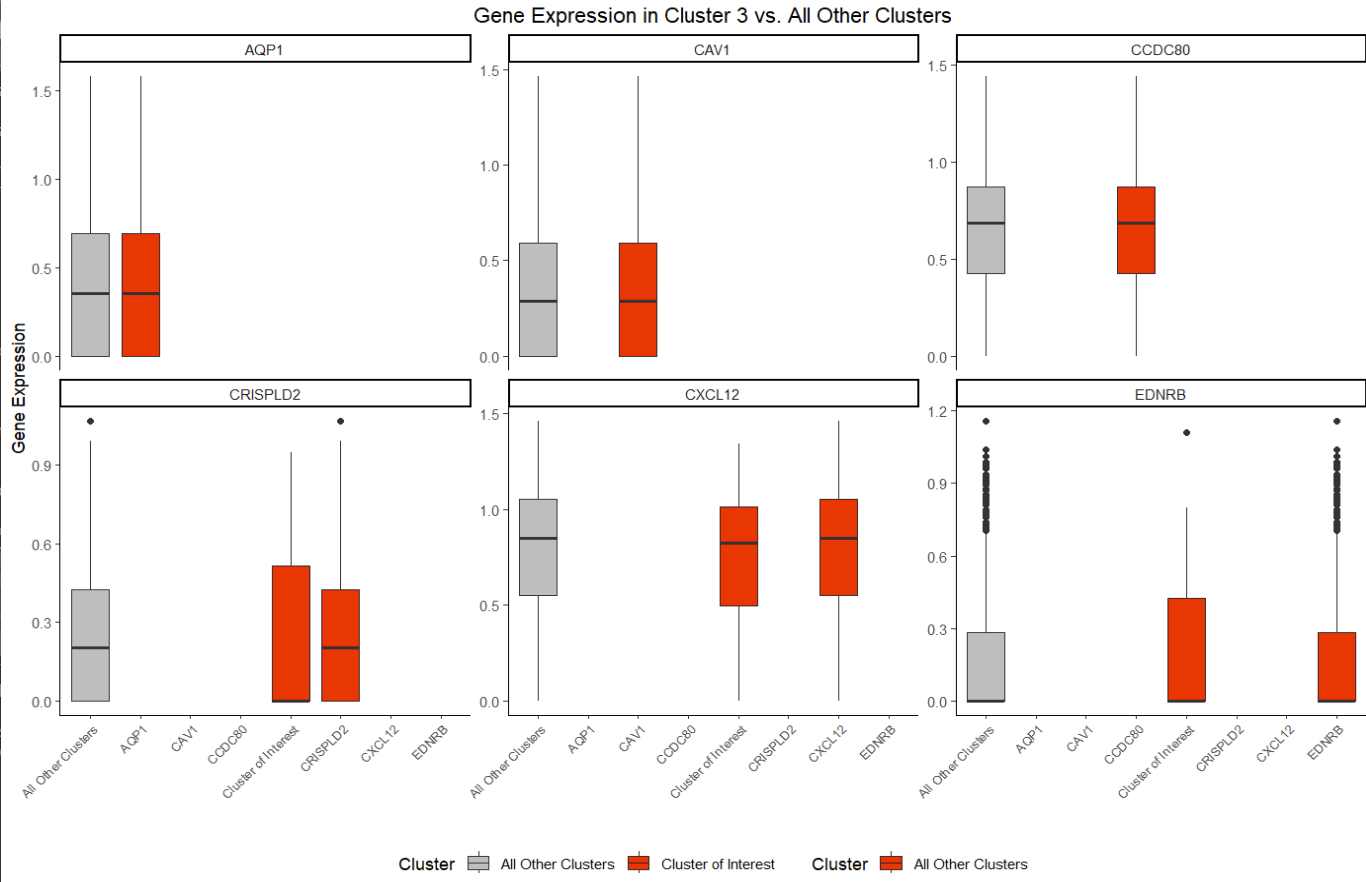 Gene Expression in Cluster 3 vs. All Other Clusters
AQP1
CAV1
CCDC80
1.5
1.0
0.5
0.0
1.5
1.0
0.5
0.0
1.5
1.0
0.5
0.0
Gene Expression
CRISPLD2
CXCL12
EDNRB
0.9
0.6
0.3
0.0
1.5
1.0
0.5
0.0
1.2
0.9
0.6
0.3
0.0
All Other Clusters
AQP1
CAV1
CCDC80
Cluster of Interest
CRISPLD2
CXCL12
EDNRB
All Other Clusters
AQP1
CAV1
CCDC80
Cluster of Interest
CRISPLD2
CXCL12
EDNRB
All Other Clusters
AQP1
CAV1
CCDC80
Cluster of Interest
CRISPLD2
CXCL12
EDNRB
Cluster All Other Clusters Cluster of Interest Cluster All Other Clusters